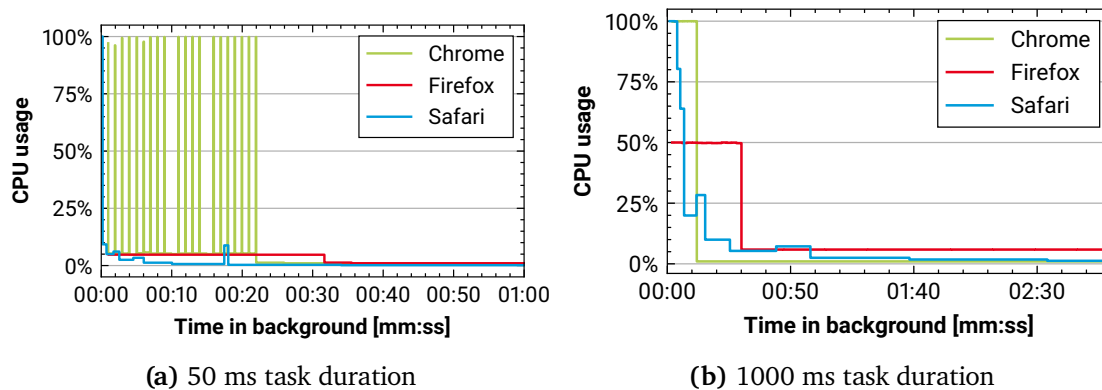 100%
75%
50%
25%
0%
CPU usage
Chrome
Firefox
Safari
00:00 00:10 00:20 00:30 00:40 00:50 01:00
Time in background [mm:ss]
(a) 50 ms task duration
100%
75%
50%
25%
0%
CPU usage
Chrome
Firefox
Safari
00:00 00:50 01:40 02:30
Time in background [mm:ss]
(b) 1000 ms task duration